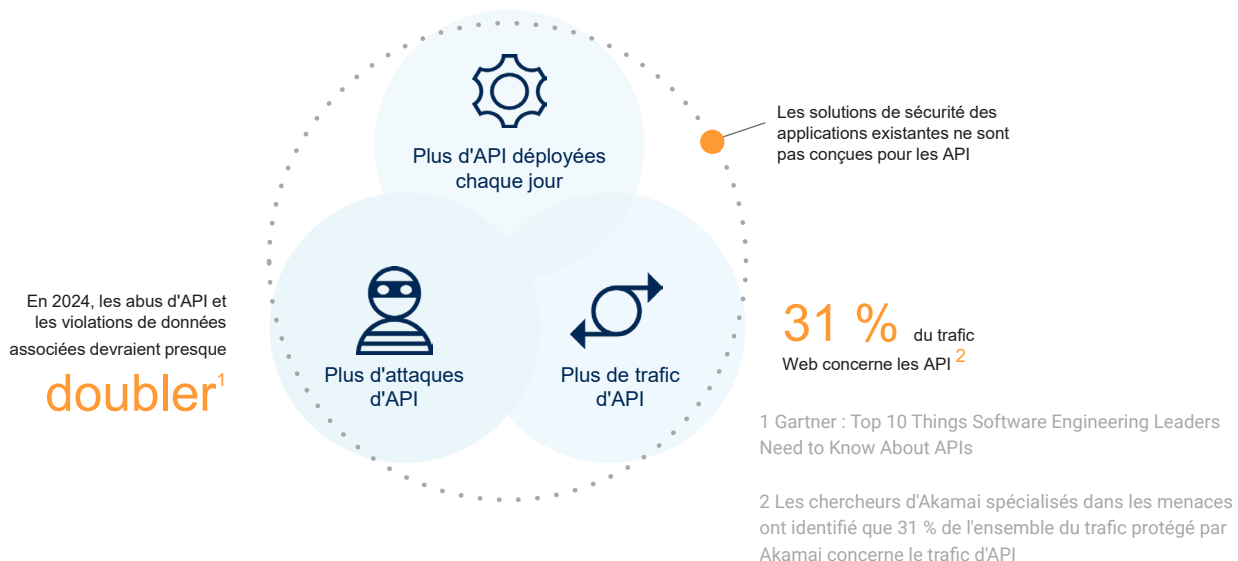 Plus d'API déployées
chaque jour
Les solutions de sécurité des
applications existantes ne sont
pas conçues pour les API
En 2024, les abus d'API et
les violations de données
associées devraient presque
doubler1
Plus d'attaques
d'API
Plus de trafic
d'API
31 % du trafic
Web concerne les API 2
1 Gartner : Top 10 Things Software Engineering Leaders
Need to Know About APIs
2 Les chercheurs d'Akamai spécialisés dans les menaces
ont identifié que 31 % de l'ensemble du trafic protégé par
Akamai concerne le trafic d'API